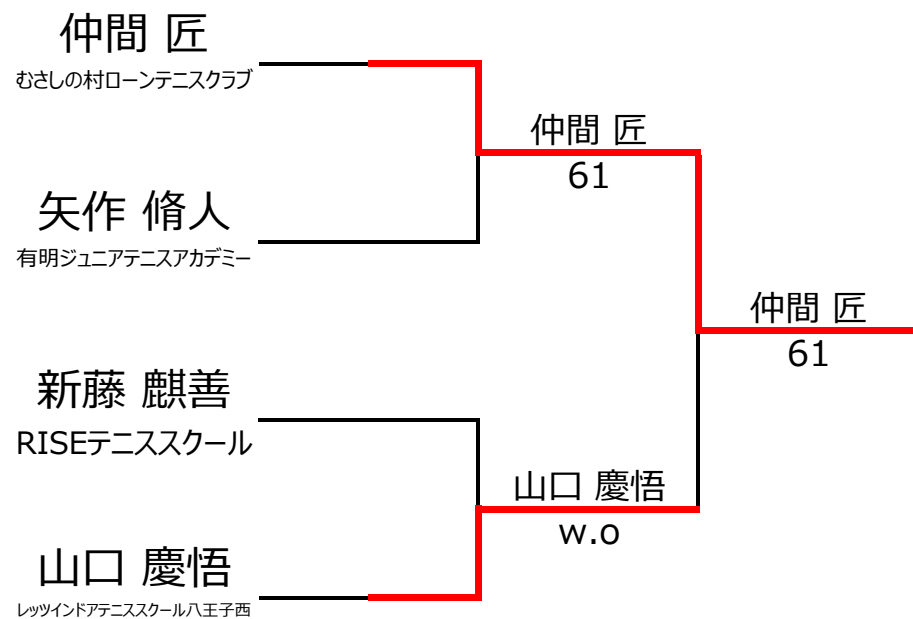 仲間 匠
むさしの村ローンテニスクラブ
仲間 匠
61
矢作 脩人
有明ジュニアテニスアカデミー
仲間 匠
61
新藤 麒善
RISEテニススクール
山口 慶悟
w.o
山口 慶悟
レッツインドアテニススクール八王子西